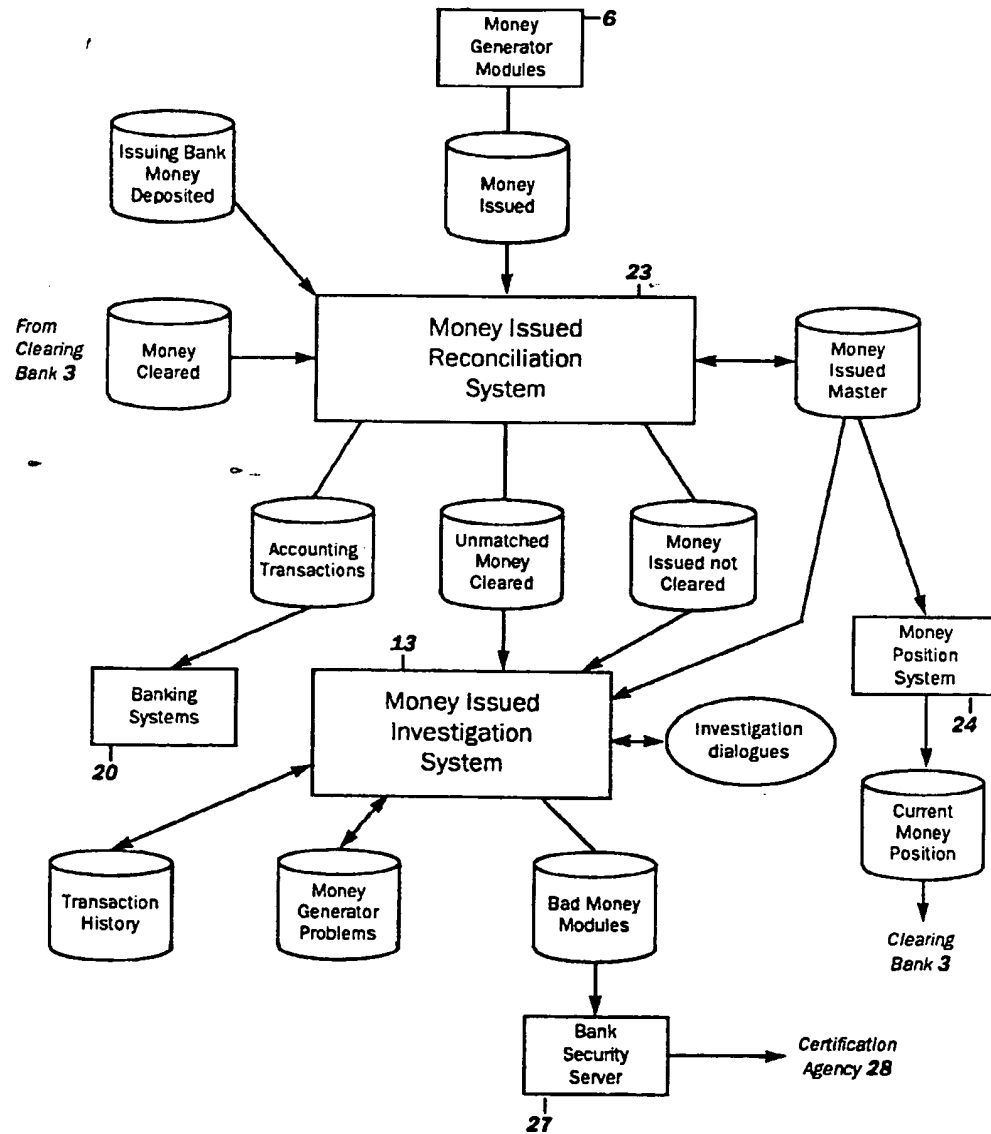 Money
Generator
Modules
6
Issuing Bank
Money
Deposited
Money
Issued
23
From
Clearing
Bank 3
Money
Cleared
Money Issued
Reconciliation
System
Money
Issued
Master
Accounting
Transactions
Unmatched
Money
Cleared
Money
Issued not
Cleared
13
Banking
Systems
20
Money Issued
Investigation
System
Investigation
dialogues
Money
Position
System
24
Transaction
History
Money
Generator
Problems
Bad Money
Modules
Current
Money
Position
Clearing
Bank 3
Bank
Security
Server
27
Certification
Agency 28